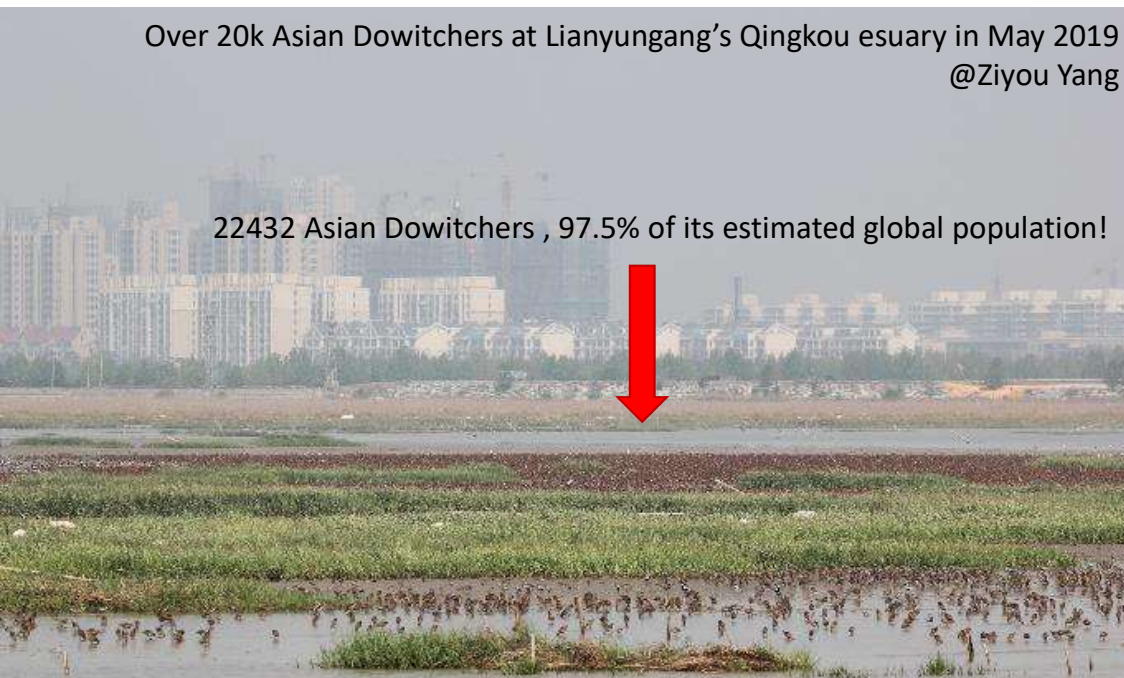 Over 20k Asian Dowitchers at Lianyungang's Qingkou esuary in May 2019
@Ziyou Yang
22432 Asian Dowitchers , 97.5% of its estimated global population!